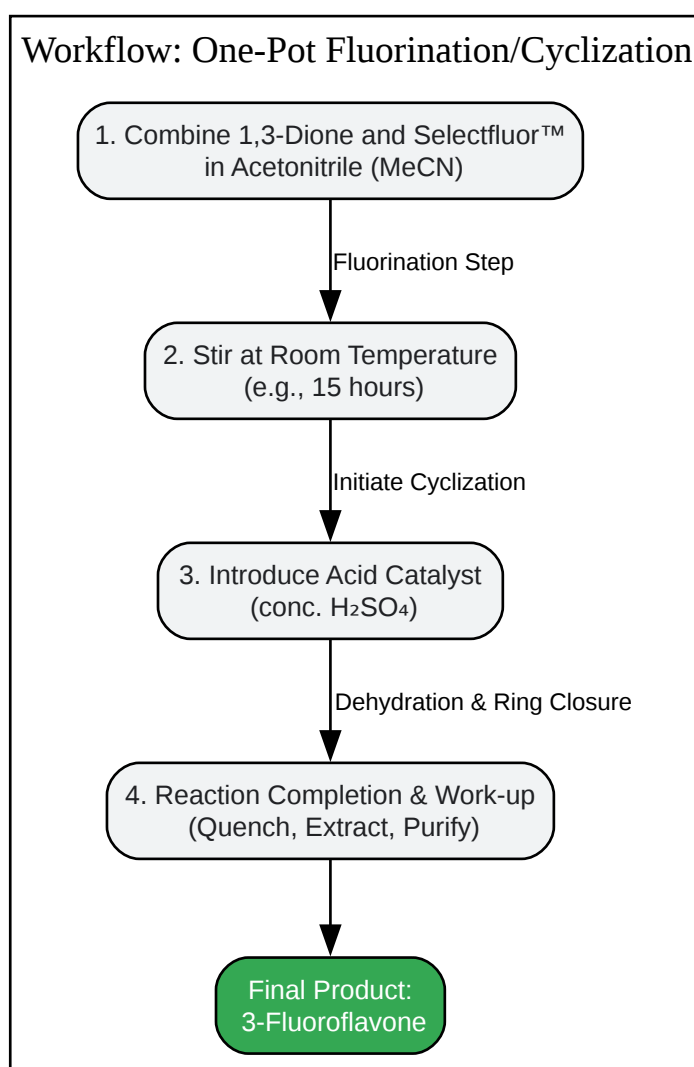 Workflow: One-Pot Fluorination/Cyclization
1. Combine 1,3-Dione and Selectfluor™
in Acetonitrile (MeCN)
Fluorination Step
2. Stir at Room Temperature
(e.g., 15 hours)
Initiate Cyclization
3. Introduce Acid Catalyst
(conc. H₂SO₄)
Dehydration & Ring Closure
4. Reaction Completion & Work-up
(Quench, Extract, Purify)
Final Product:
3-Fluoroflavone